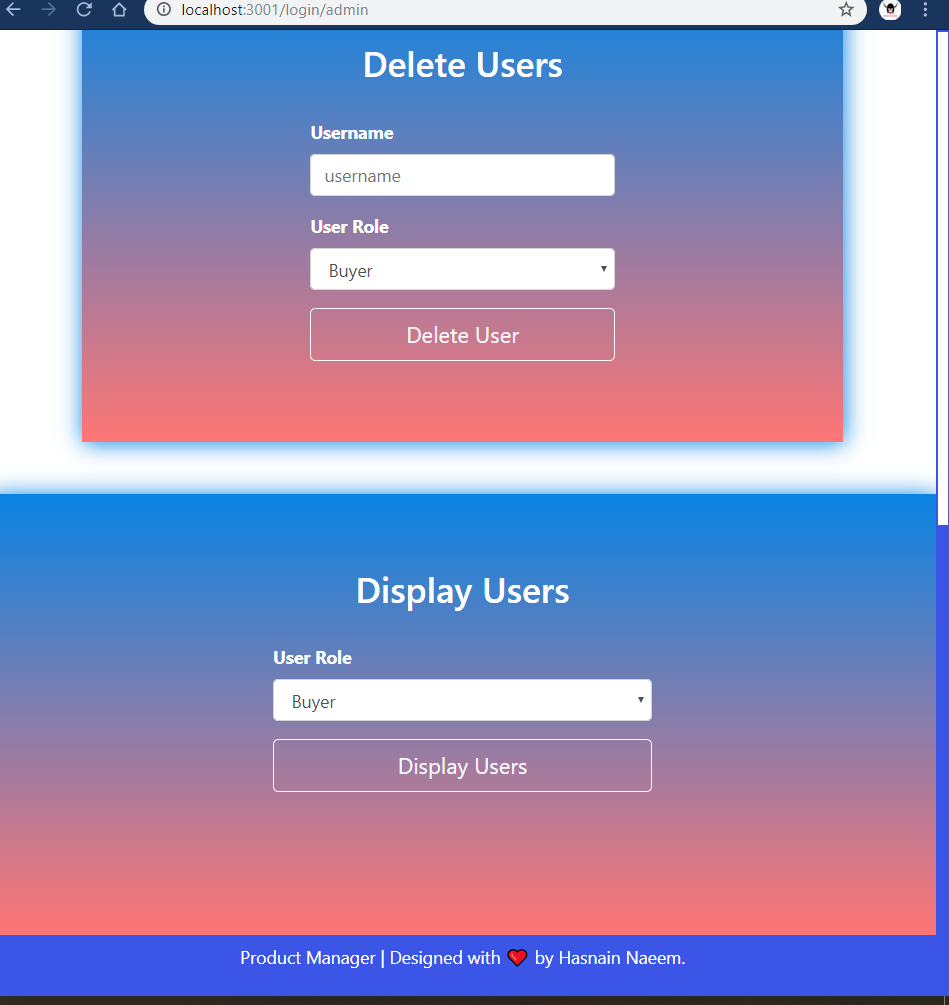 localhost:3001/login/admin
Delete Users
Username
username
User Role
Buyer
Delete User
Display Users
User Role
Buyer
Display Users
Product Manager | Designed with ❤️ by Hasnain Naeem.